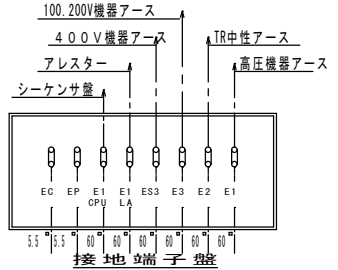 100.200V機器アース
400V機器アース
TR中性アース
アレスター
高圧機器アース
シーケンサ盤
EC EP E1 E1 ES3 E3 E2 E1
CPU LA
5.5 5.5 60 60 60 60 60 60
接地端子盤